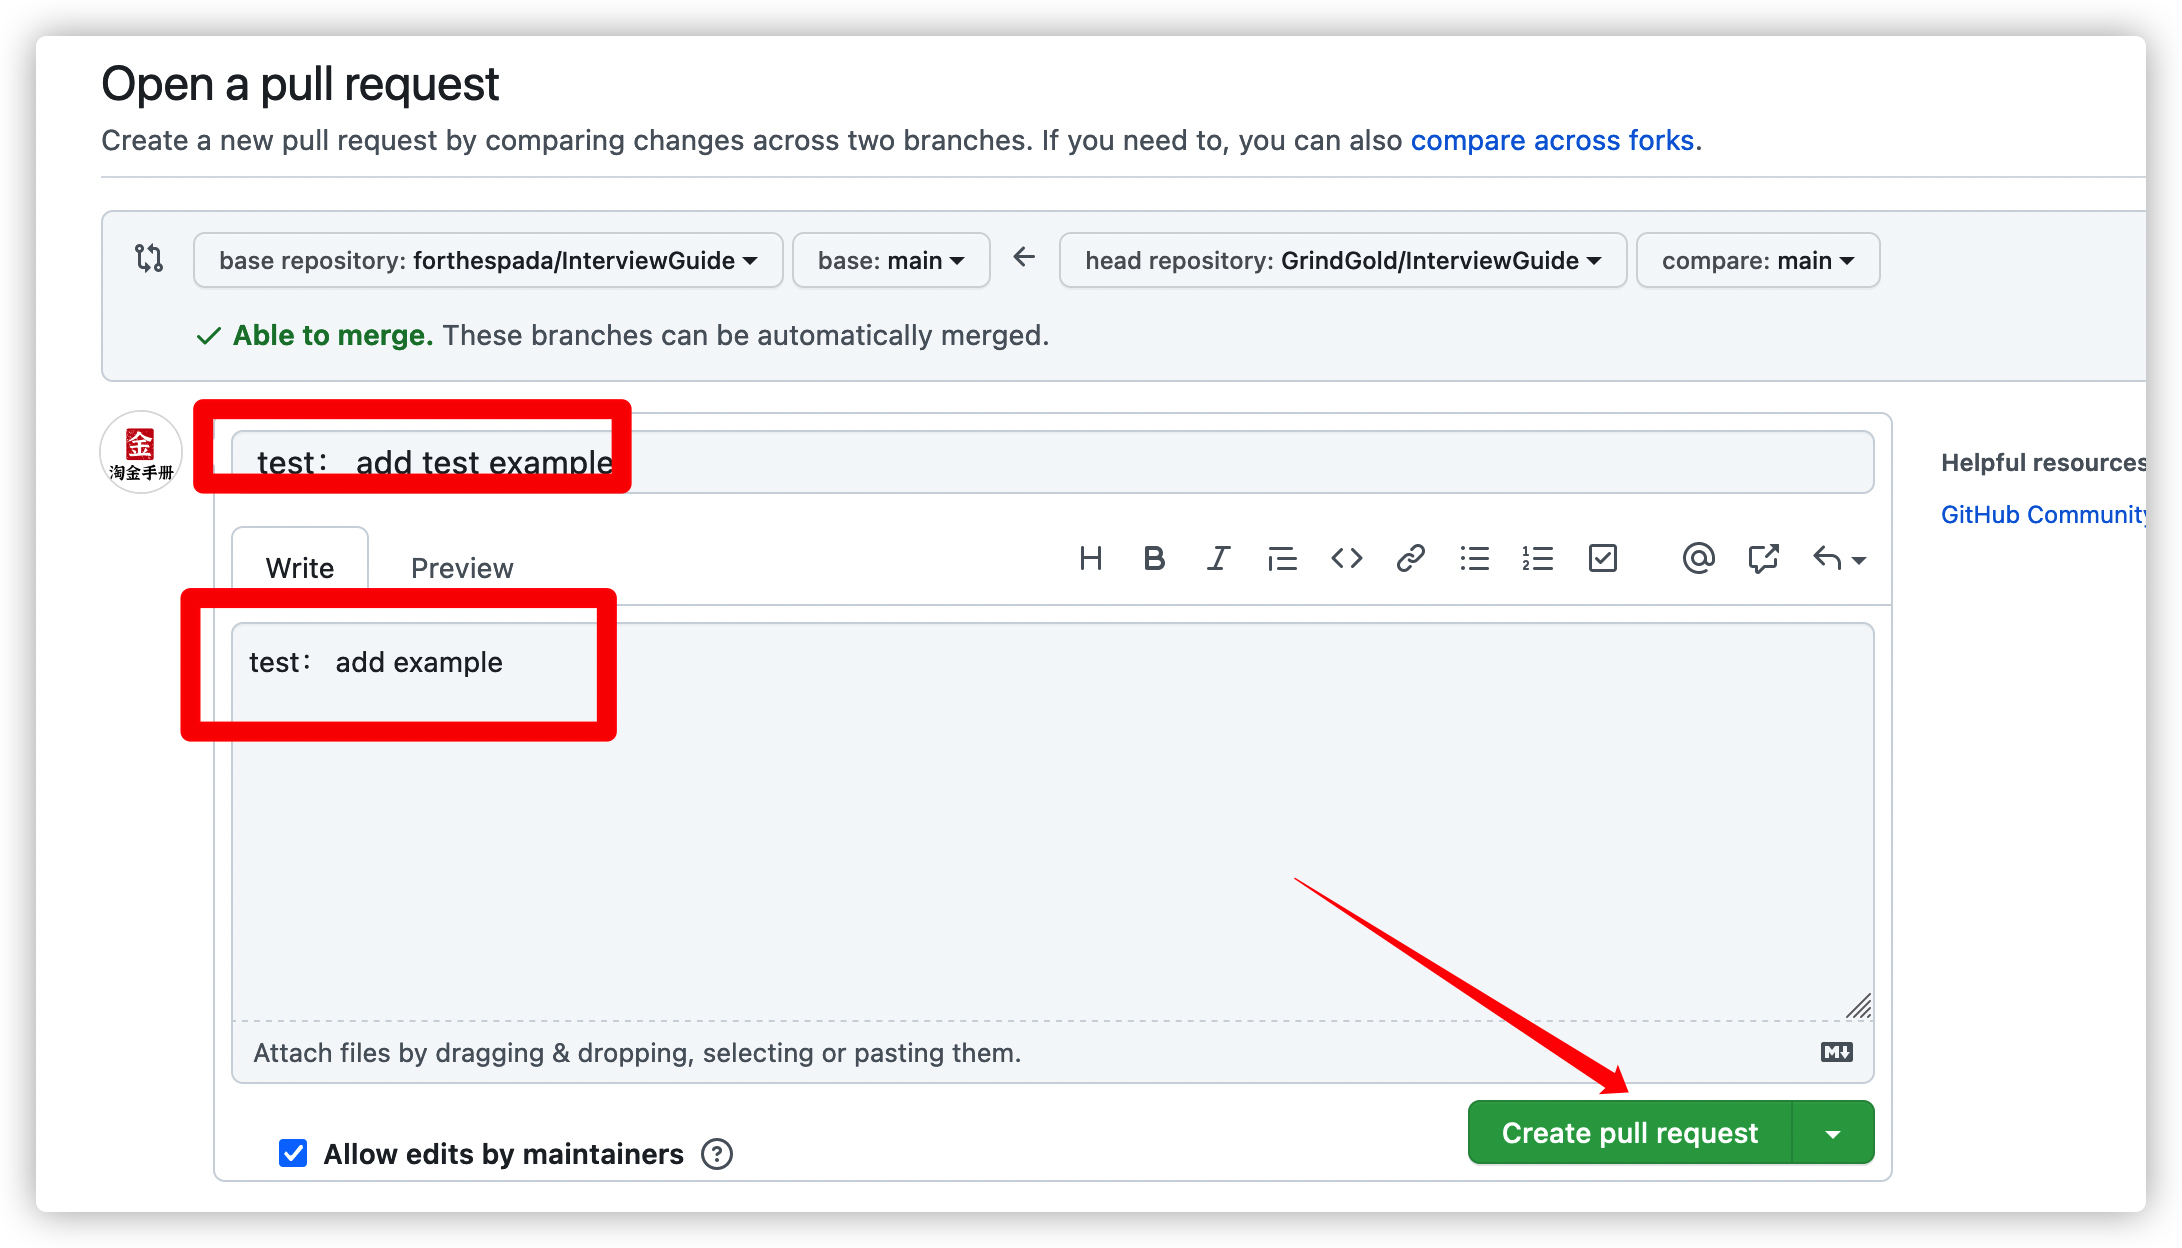 Open a pull request
Create a new pull request by comparing changes across two branches. If you need to, you can also compare across forks.
base repository: forthespada/InterviewGuide base: main head repository: GrindGold/InterviewGuide compare: main
Able to merge. These branches can be automatically merged.
金
淘金手册
test： add test example
Helpful resources
GitHub Community
Write Preview
test： add example
Attach files by dragging & dropping, selecting or pasting them.
Create pull request
Allow edits by maintainers